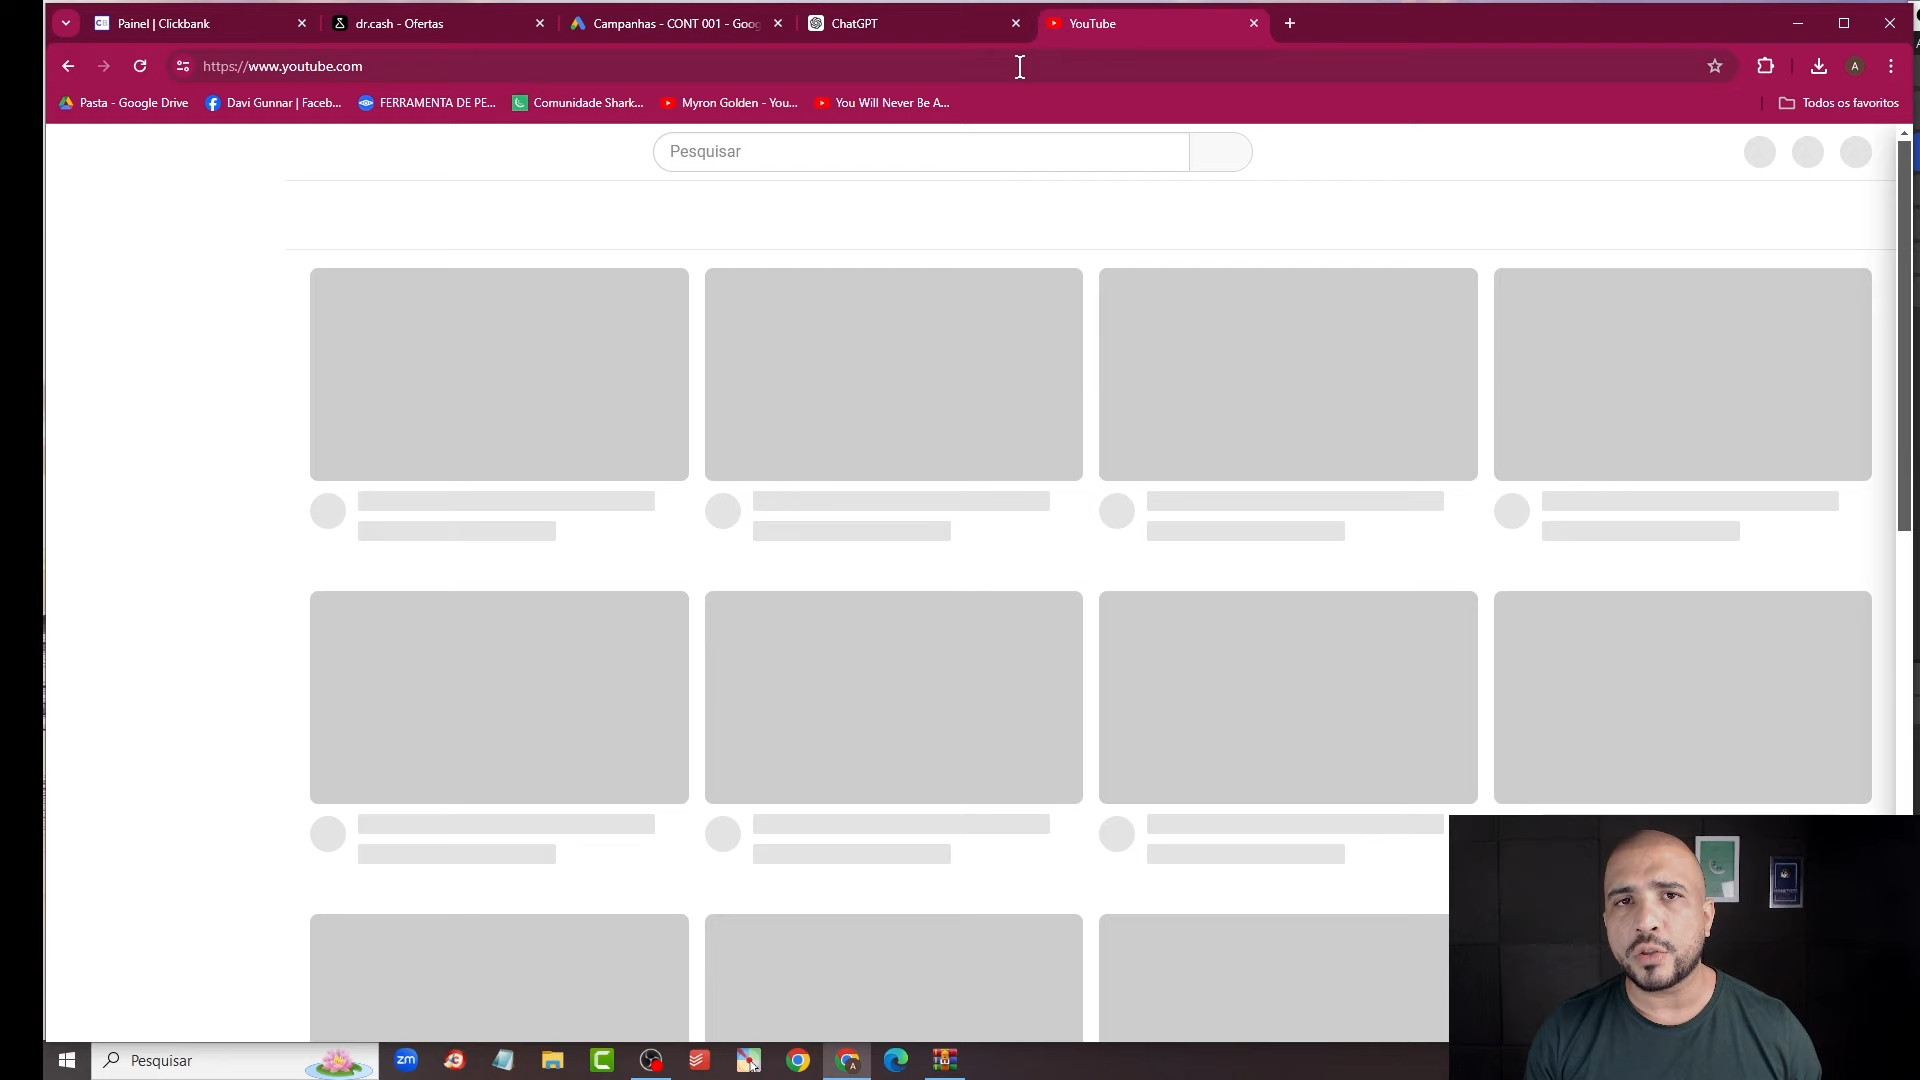 Painel | Clickbank
dr.cash - Ofertas
Campanhas - CONT 001 - Goog
ChatGPT
YouTube
https://www.youtube.com
A
Pasta - Google Drive
Davi Gunnar | Faceb...
FERRAMENTA DE PE...
Comunidade Shark...
Myron Golden - You...
You Will Never Be A...
Todos os favoritos
Pesquisar
Pesquisar
zm